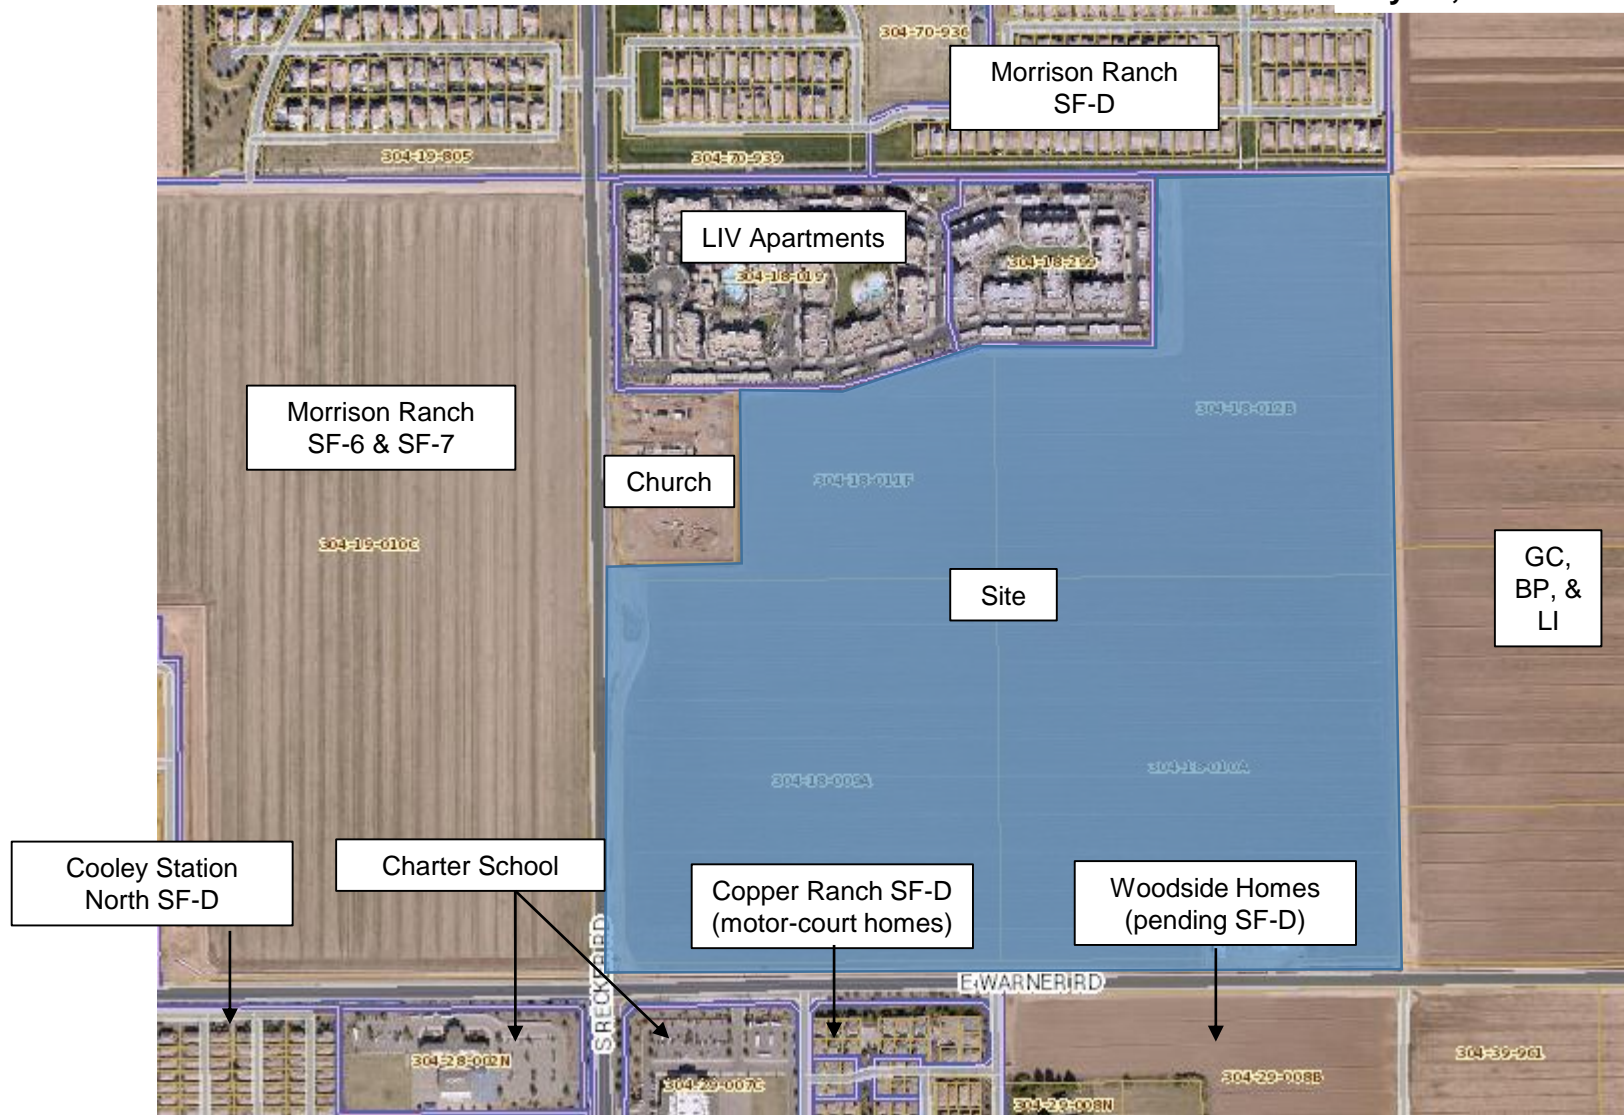 304-70-936
Morrison Ranch
SF-D
304-19-805
304-70-939
LIV Apartments
304-18-019
304-18-299
Morrison Ranch
SF-6 & SF-7
304-18-012B
Church
304-18-011F
304-19-010C
Site
GC,
BP, &
LI
304-18-009A
304-18-010A
Cooley Station
North SF-D
Charter School
Copper Ranch SF-D
(motor-court homes)
Woodside Homes
(pending SF-D)
S RECKER RD
E WARNER RD
304-28-002N
304-29-007C
304-29-008B
304-39-961
304-29-008N